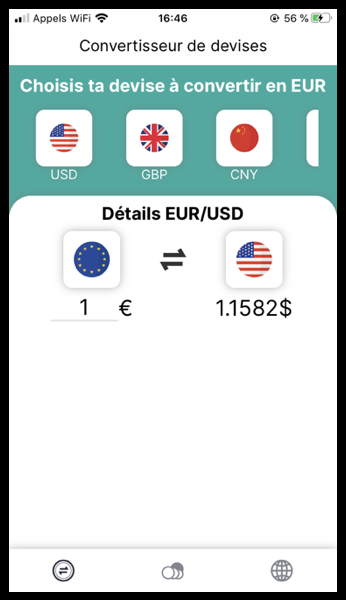 Appels WiFi 16:46 56 %
Convertisseur de devises
Choisis ta devise à convertir en EUR
USD GBP CNY
Détails EUR/USD
1 € 1.1582$